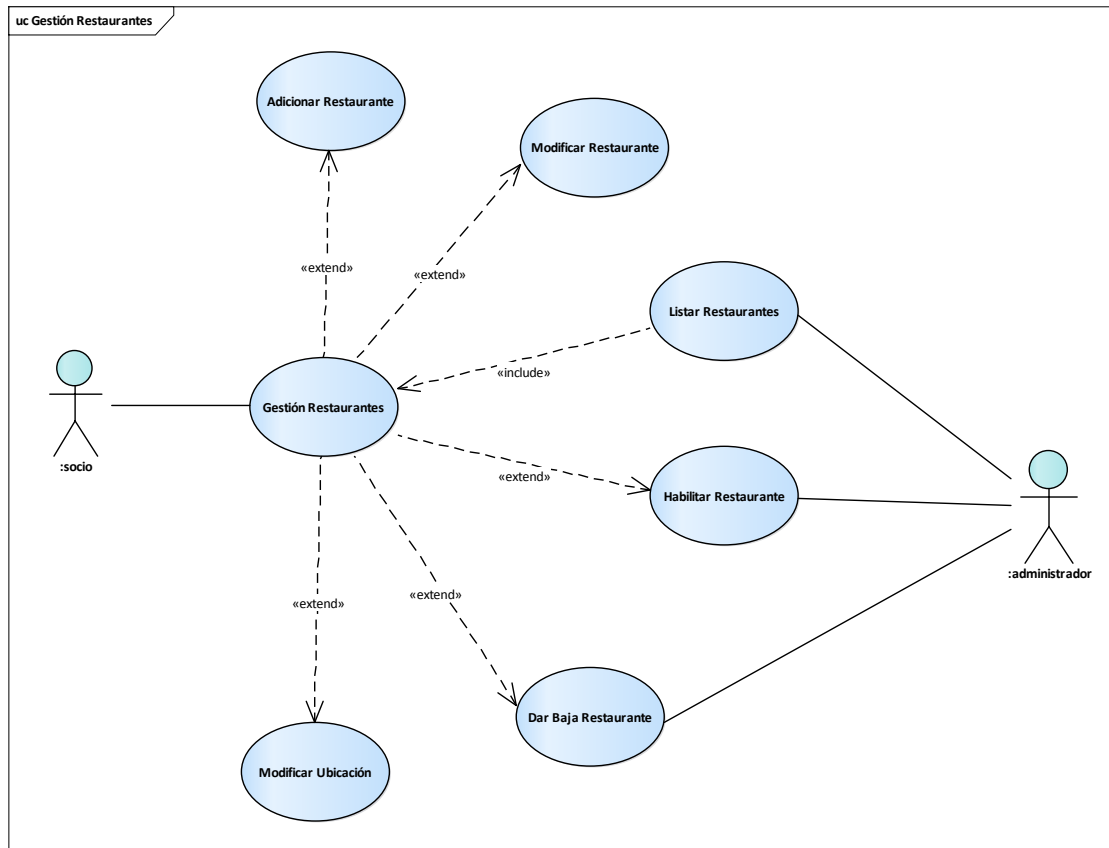 uc Gestión Restaurantes
Adicionar Restaurante
Modificar Restaurante
«extend»
«extend»
Listar Restaurantes
«include»
Gestión Restaurantes
:socio
«extend»
Habilitar Restaurante
:administrador
«extend»
«extend»
Dar Baja Restaurante
Modificar Ubicación